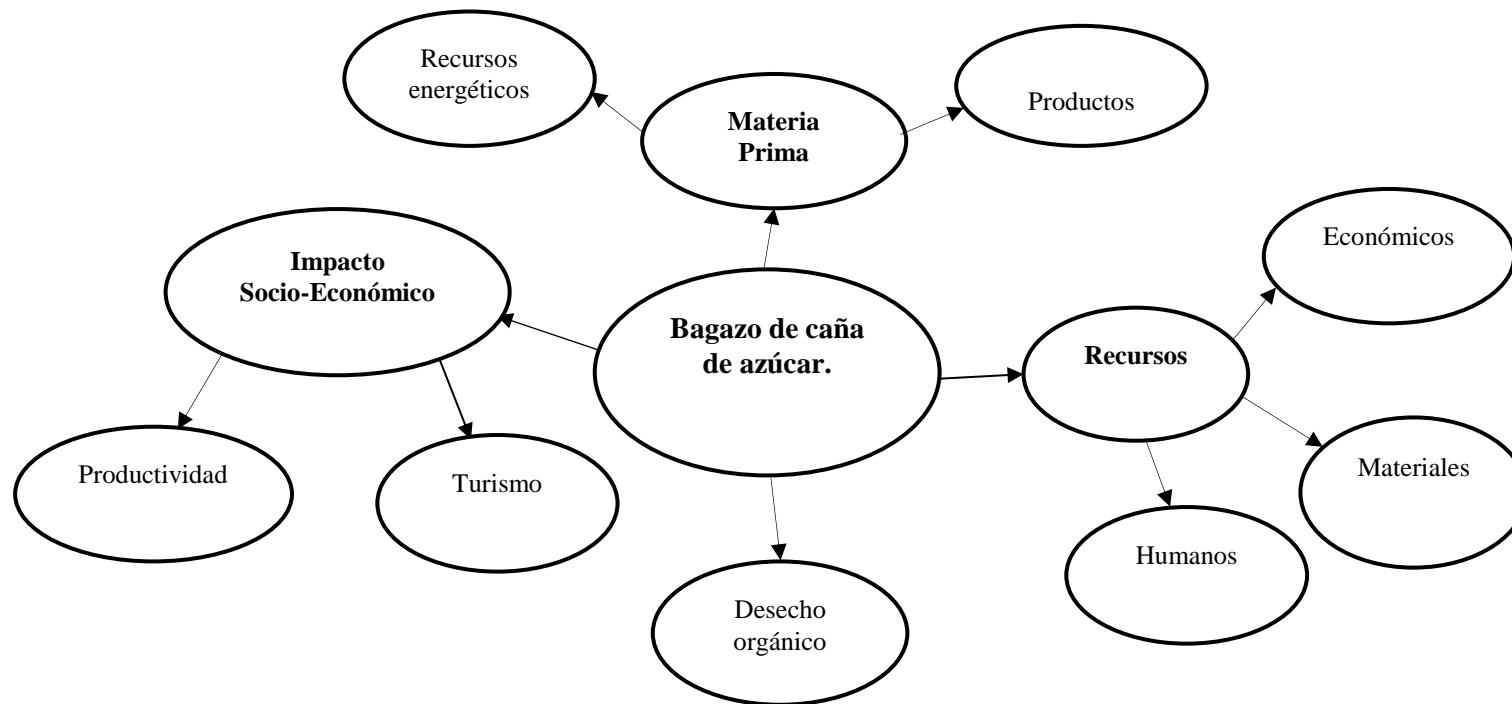 Recursos
energéticos
Productos
Materia
Prima
Económicos
Impacto
Socio-Económico
Bagazo de caña
de azúcar.
Recursos
Productividad
Turismo
Materiales
Humanos
Desecho
orgánico